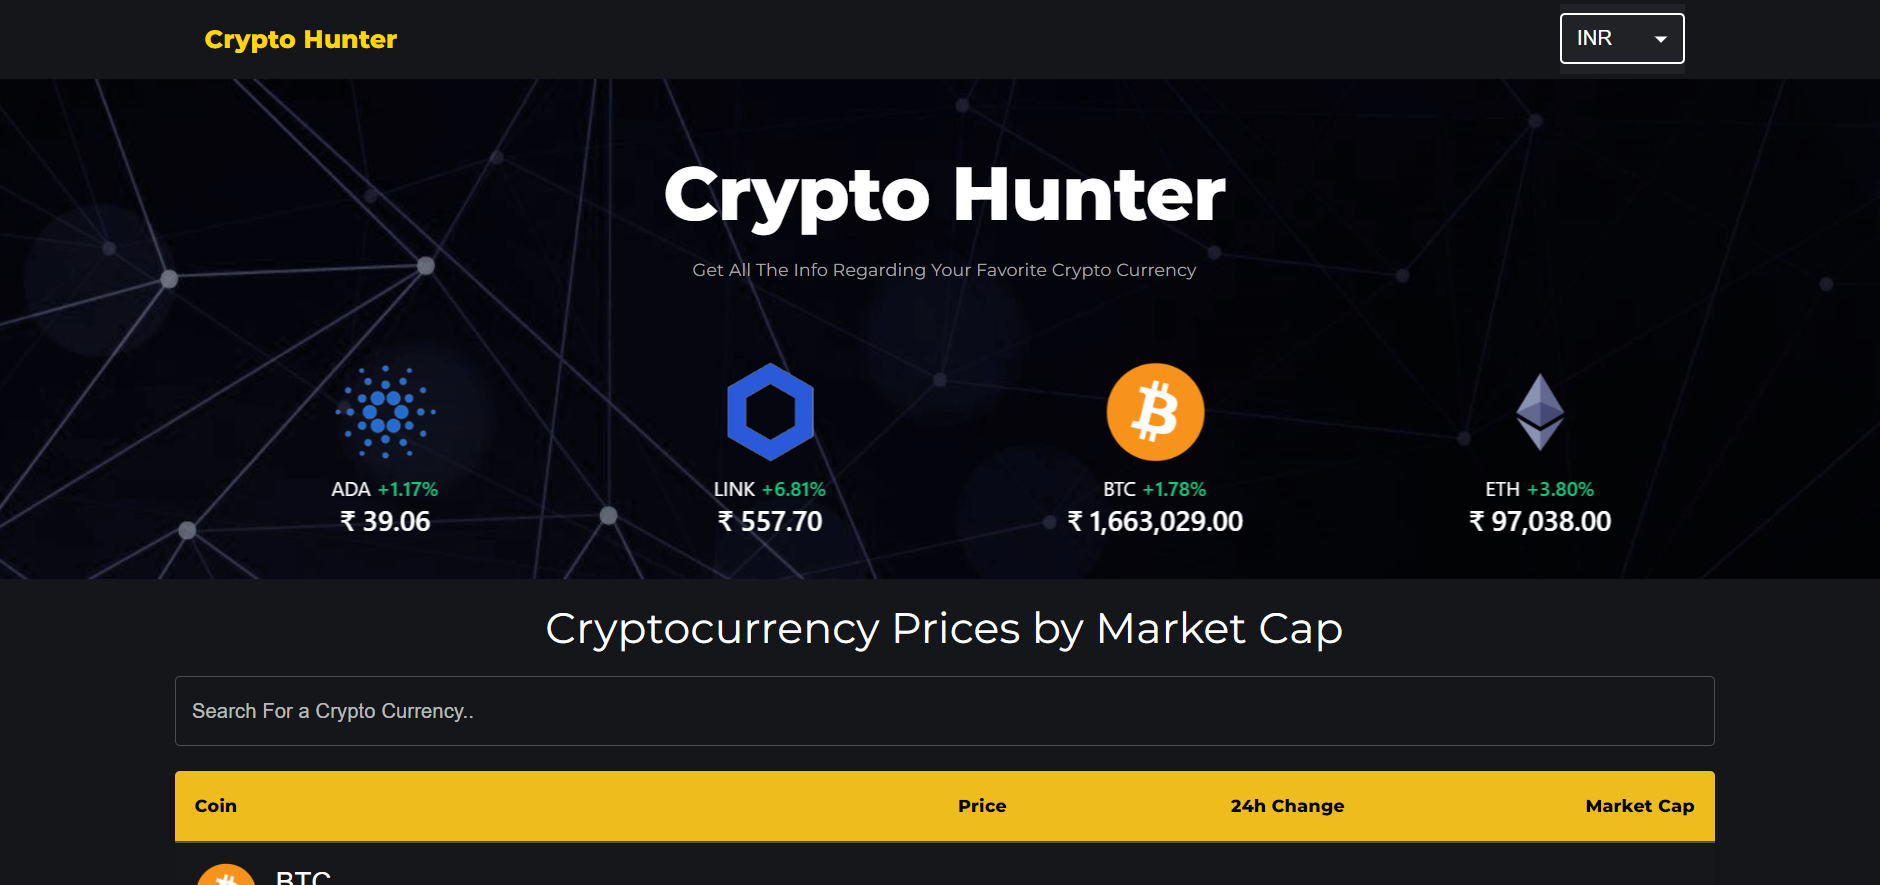 Crypto Hunter
INR
Crypto Hunter
Get All The Info Regarding Your Favorite Crypto Currency
ADA +1.17%
₹ 39.06
LINK +6.81%
₹ 557.70
BTC +1.78%
₹ 1,663,029.00
ETH +3.80%
₹ 97,038.00
Cryptocurrency Prices by Market Cap
Search For a Crypto Currency..
Coin Price 24h Change Market Cap
BTC